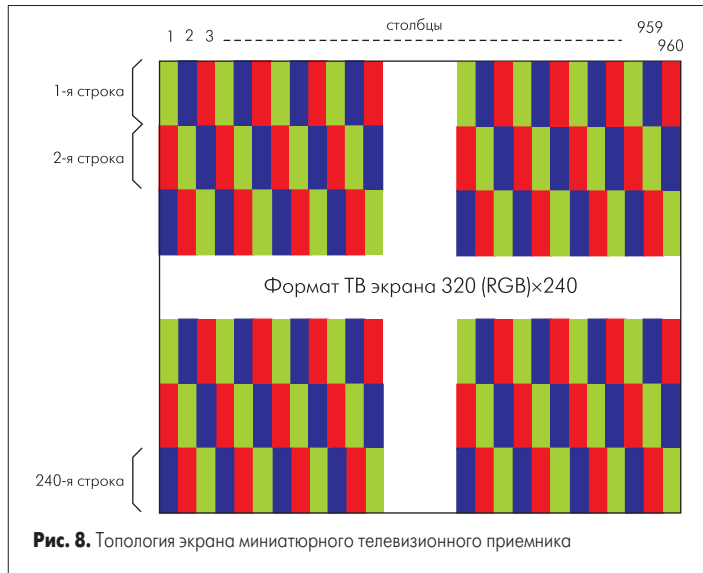 столбцы
1 2 3 959
960
1-я строка
2-я строка
Формат ТВ экрана 320 (RGB)×240
240-я строка
Рис. 8. Топология экрана миниатюрного телевизионного приемника